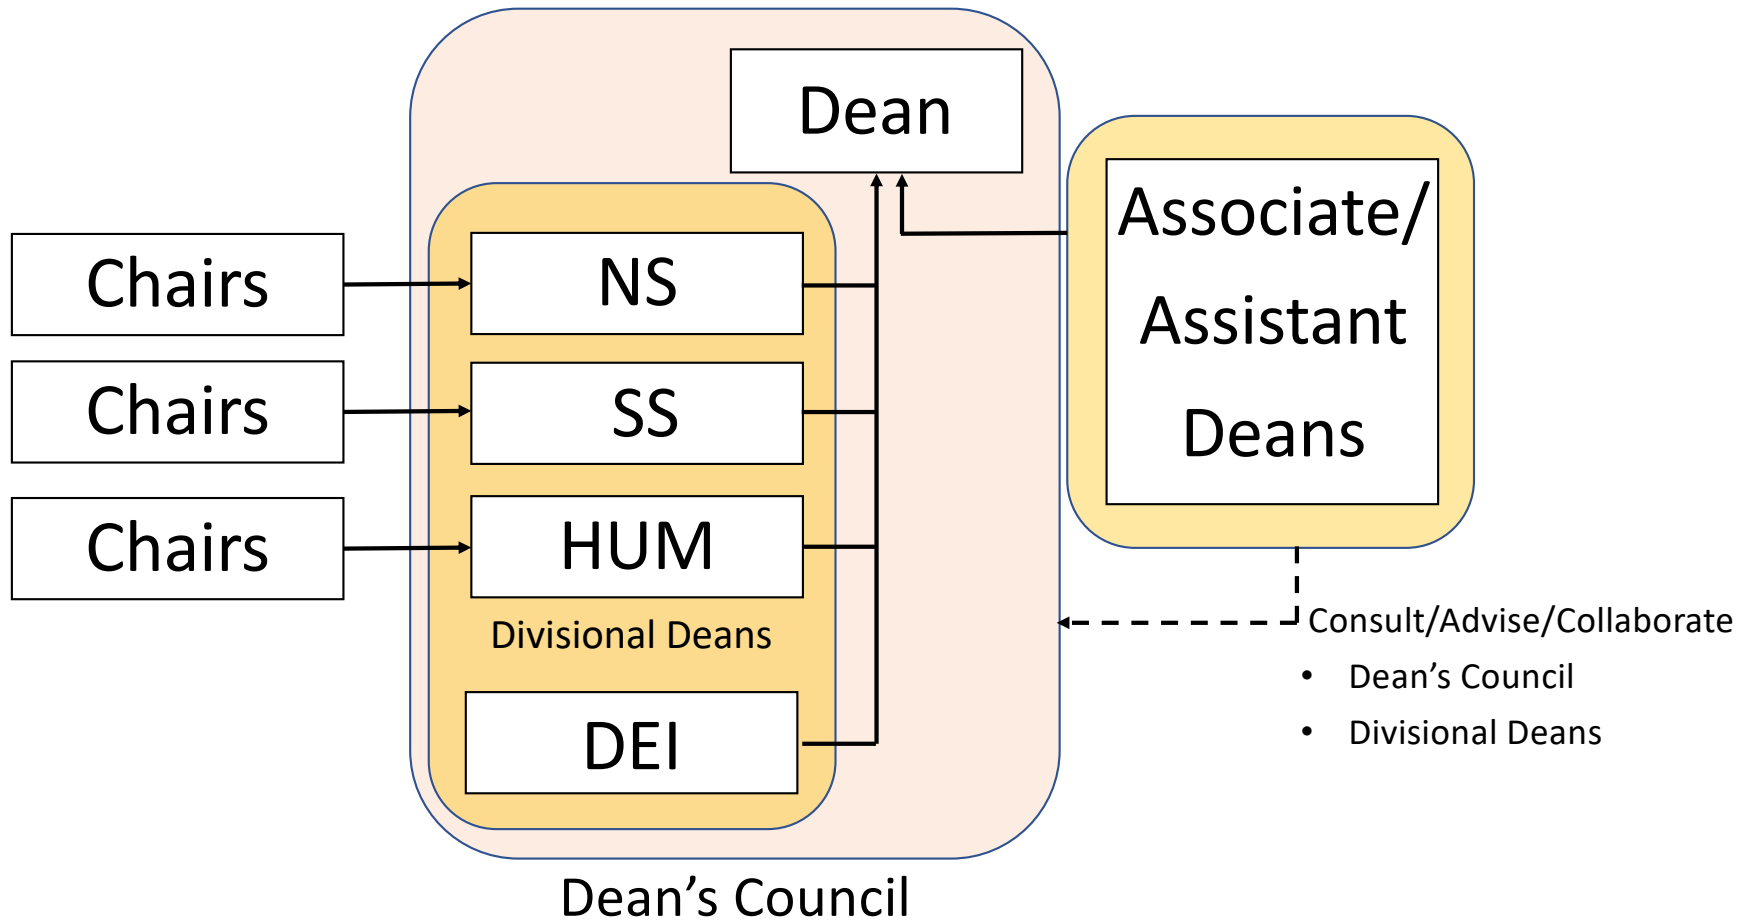 Dean
Associate/
Assistant
Deans
Chairs
NS
Chairs
SS
Chairs
HUM
Divisional Deans
DEI
Consult/Advise/Collaborate
• Dean’s Council
• Divisional Deans
Dean’s Council